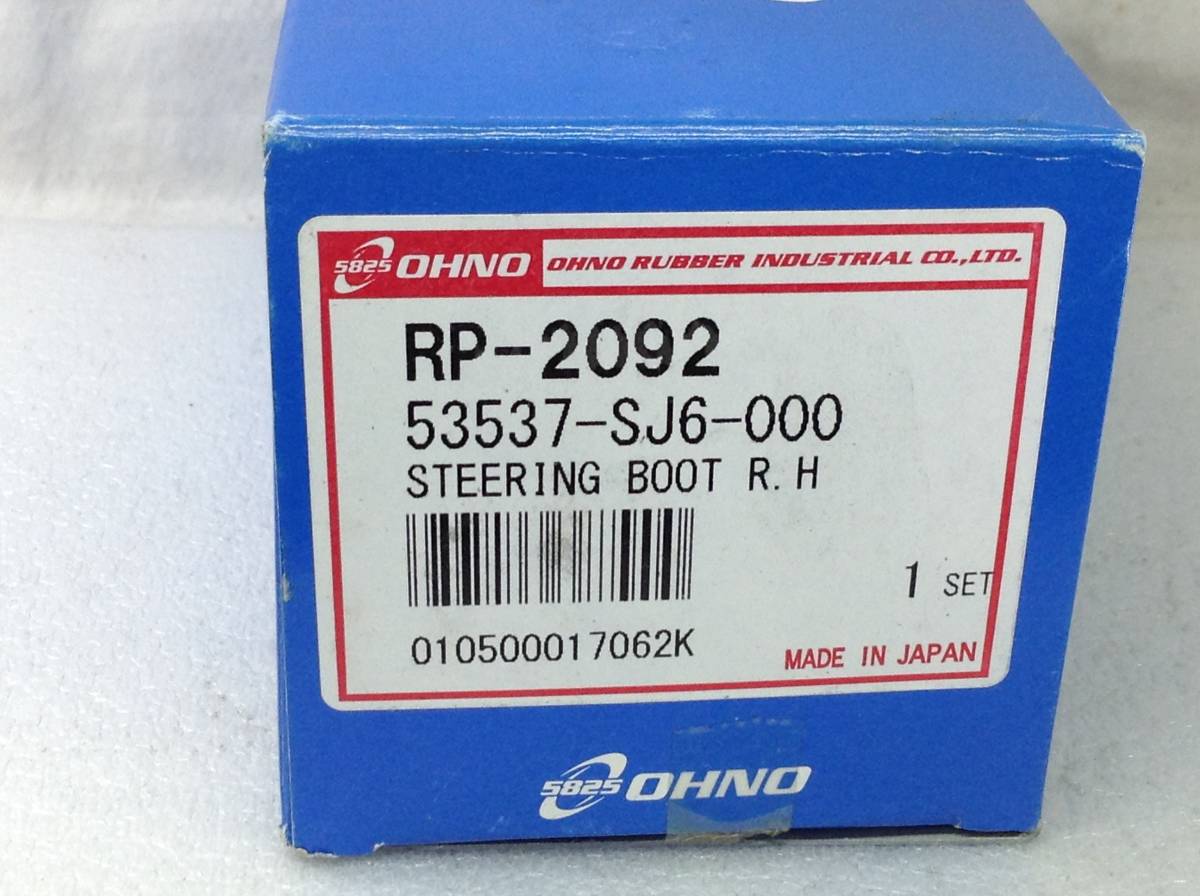 5825 OHNO OHNO RUBBER INDUSTRIAL CO.,LTD.
RP-2092
53537-SJ6-000
STEERING BOOT R.H
1 SET
010500017062K
MADE IN JAPAN
5825 OHNO